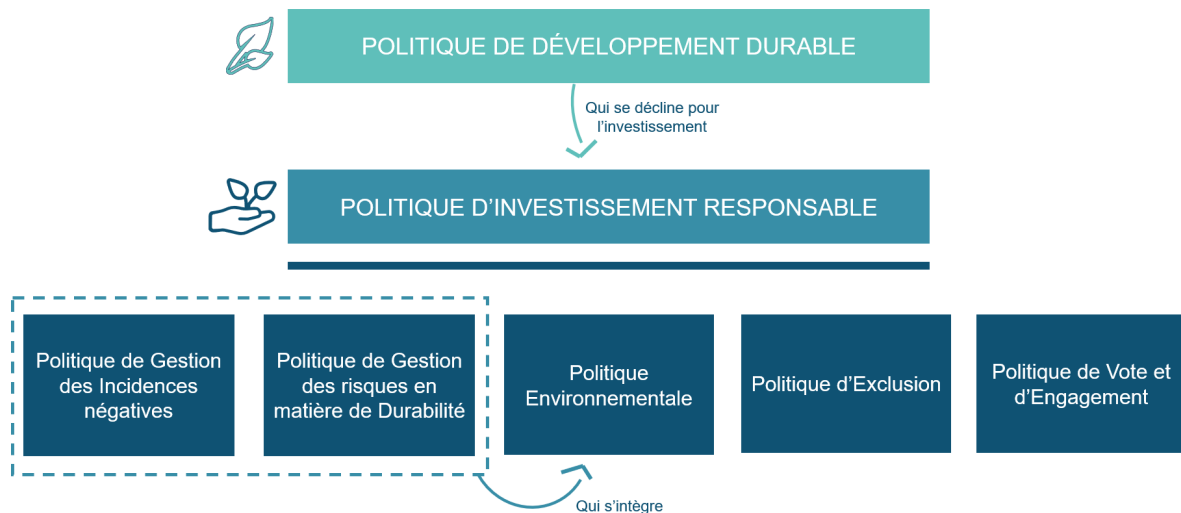 POLITIQUE DE DÉVELOPPEMENT DURABLE
Qui se décline pour
l’investissement
POLITIQUE D’INVESTISSEMENT RESPONSABLE
Politique de Gestion
des Incidences
négatives
Politique de Gestion
des risques en
matière de Durabilité
Politique
Environnementale
Politique d’Exclusion
Politique de Vote et
d’Engagement
Qui s’intègre